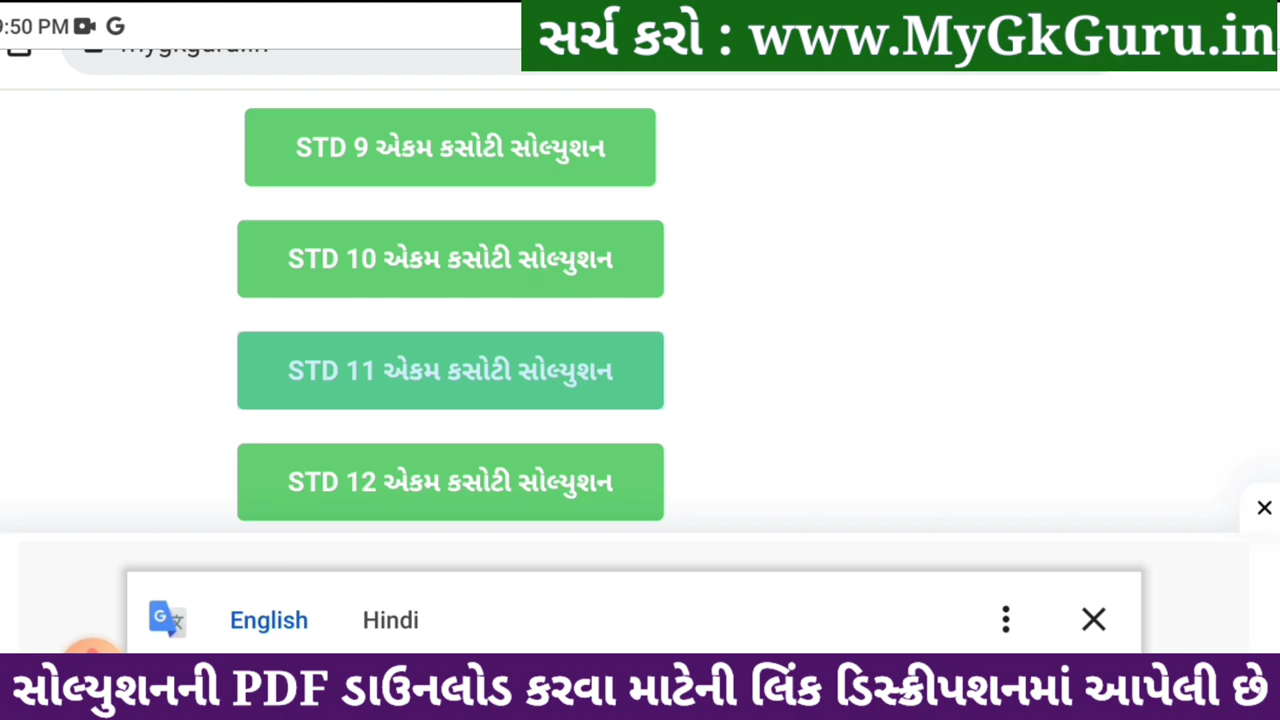 :50 PM
સર્ચ કરો : www.MyGkGuru.in
STD 9 એકમ કસોટી સોલ્યુશન
STD 10 એકમ કસોટી સોલ્યુશન
STD 11 એકમ કસોટી સોલ્યુશન
STD 12 એકમ કસોટી સોલ્યુશન
English Hindi
સોલ્યુશનની PDF ડાઉનલોડ કરવા માટેની લિંક ડિસ્ક્રીપશનમાં આપેલી છે